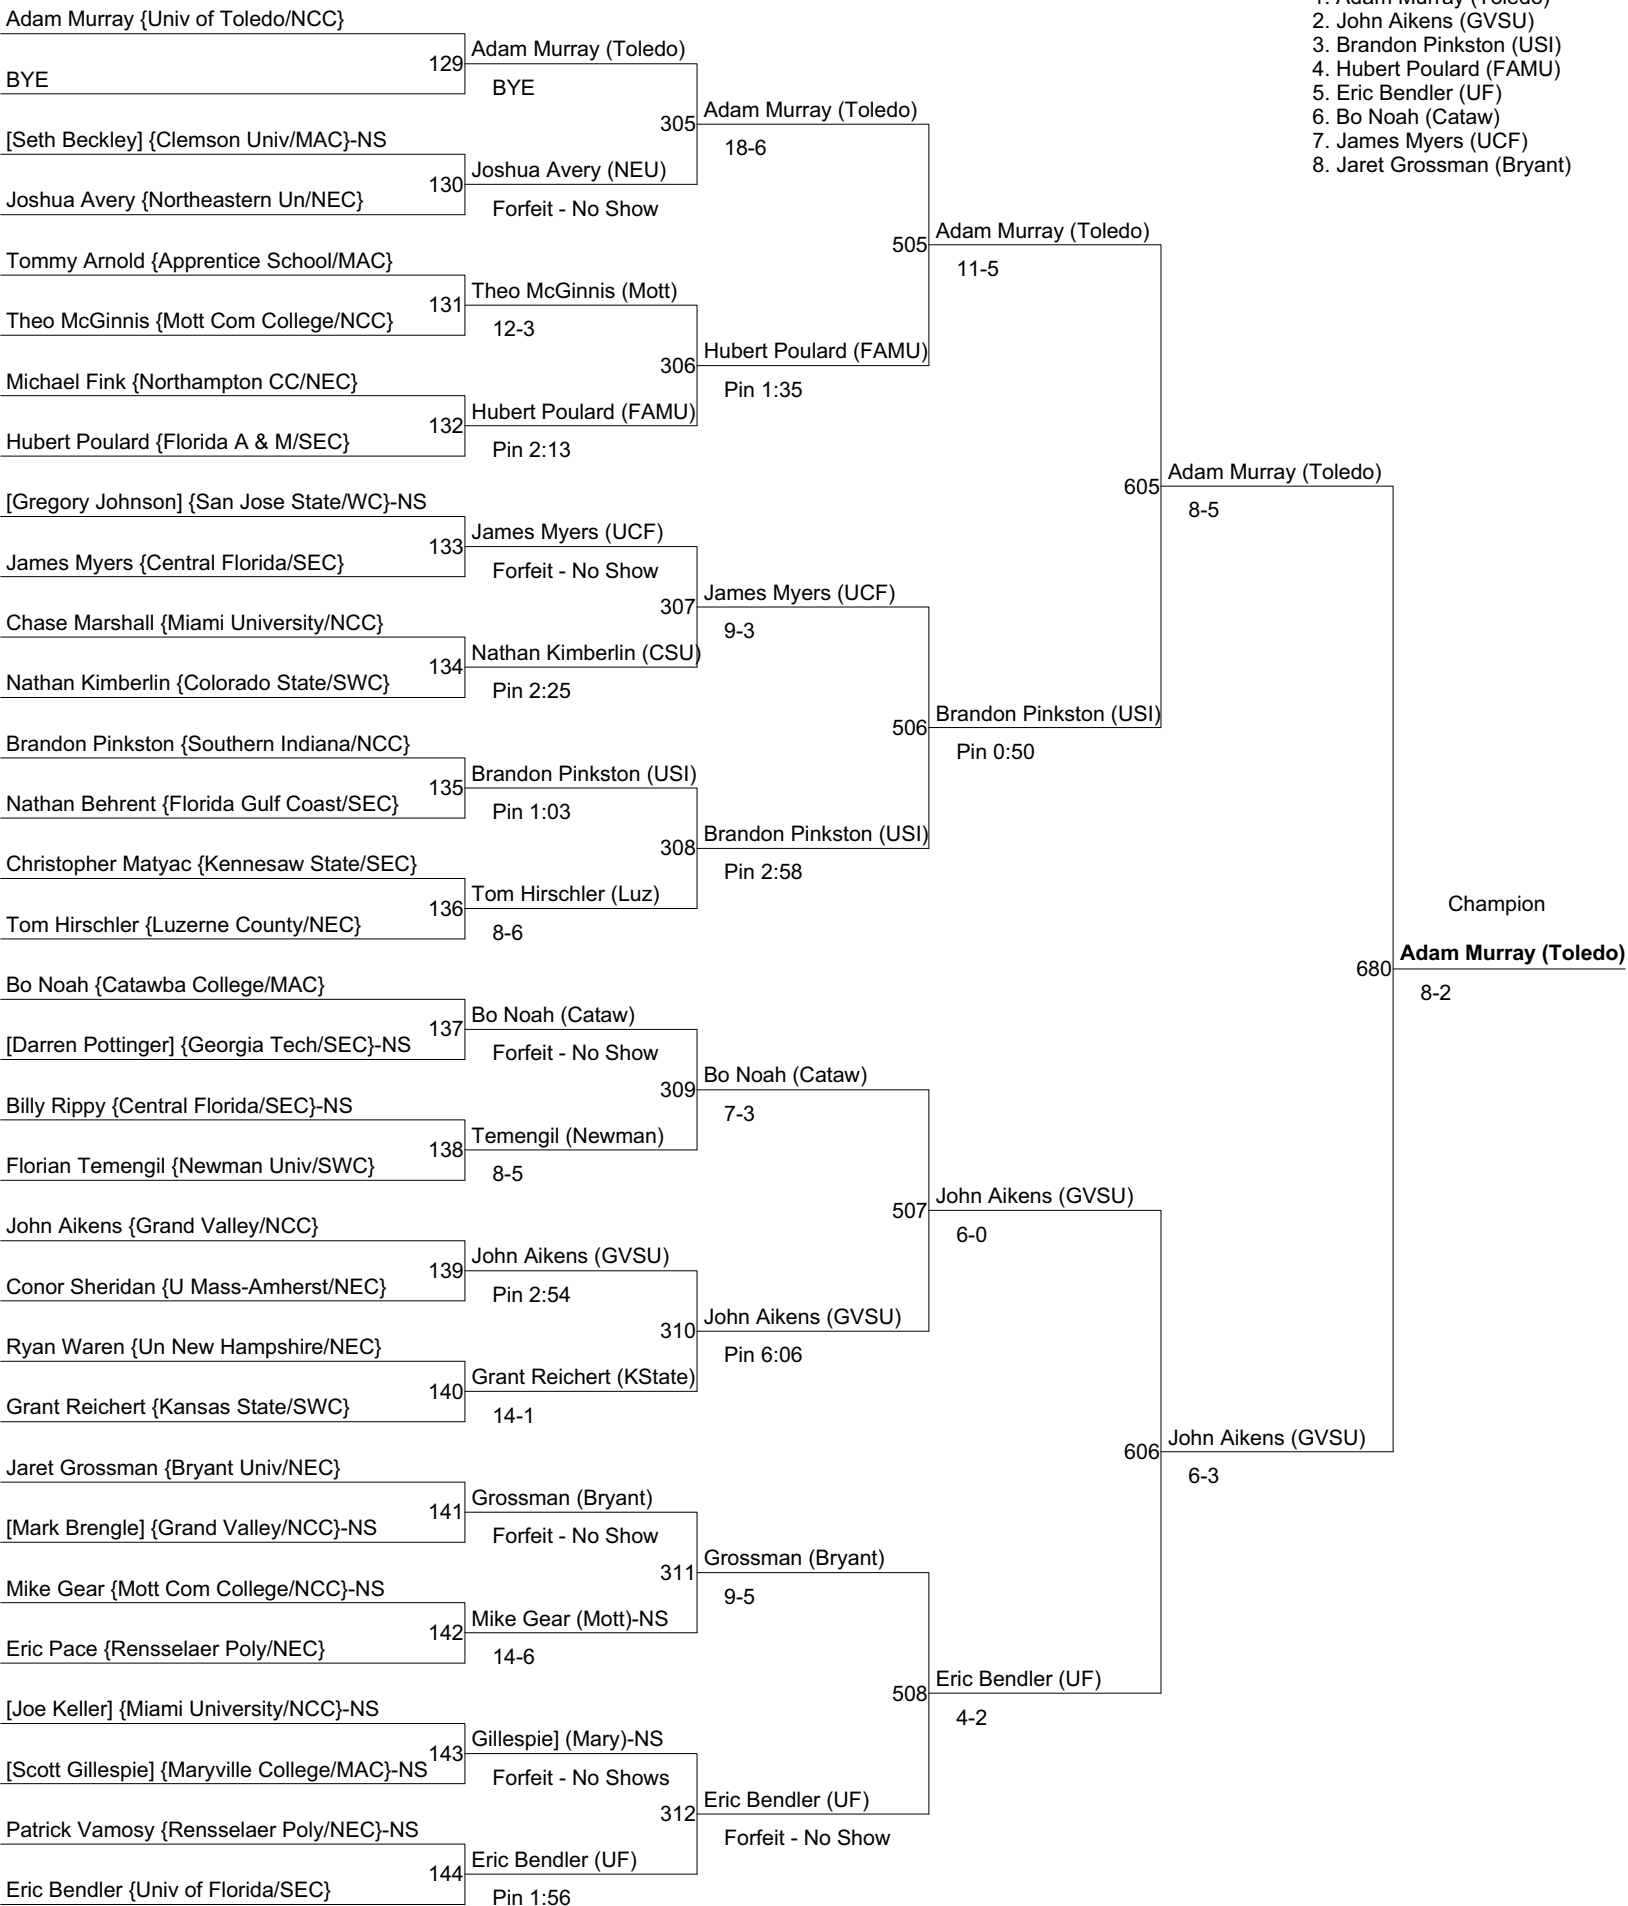 Adam Murray {Univ of Toledo/NCC}
BYE
[Seth Beckley] {Clemson Univ/MAC}-NS
Joshua Avery {Northeastern Un/NEC}
Tommy Arnold {Apprentice School/MAC}
Theo McGinnis {Mott Com College/NCC}
Michael Fink {Northampton CC/NEC}
Hubert Poulard {Florida A & M/SEC}
[Gregory Johnson] {San Jose State/WC}-NS
James Myers {Central Florida/SEC}
Chase Marshall {Miami University/NCC}
Nathan Kimberlin {Colorado State/SWC}
Brandon Pinkston {Southern Indiana/NCC}
Nathan Behrent {Florida Gulf Coast/SEC}
Christopher Matyac {Kennesaw State/SEC}
Tom Hirschler {Luzerne County/NEC}
Bo Noah {Catawba College/MAC}
[Darren Pottinger] {Georgia Tech/SEC}-NS
Billy Rippy {Central Florida/SEC}-NS
Florian Temengil {Newman Univ/SWC}
John Aikens {Grand Valley/NCC}
Conor Sheridan {U Mass-Amherst/NEC}
Ryan Waren {Un New Hampshire/NEC}
Grant Reichert {Kansas State/SWC}
Jaret Grossman {Bryant Univ/NEC}
[Mark Brengle] {Grand Valley/NCC}-NS
Mike Gear {Mott Com College/NCC}-NS
Eric Pace {Rensselaer Poly/NEC}
[Joe Keller] {Miami University/NCC}-NS
[Scott Gillespie] {Maryville College/MAC}-NS
Patrick Vamosy {Rensselaer Poly/NEC}-NS
Eric Bendler {Univ of Florida/SEC}
129 Adam Murray (Toledo)
BYE
130 Joshua Avery (NEU)
Forfeit - No Show
131 Theo McGinnis (Mott)
12-3
132 Hubert Poulard (FAMU)
Pin 2:13
133 James Myers (UCF)
Forfeit - No Show
134 Nathan Kimberlin (CSU)
Pin 2:25
135 Brandon Pinkston (USI)
Pin 1:03
136 Tom Hirschler (Luz)
8-6
137 Bo Noah (Cataw)
Forfeit - No Show
138 Temengil (Newman)
8-5
139 John Aikens (GVSU)
Pin 2:54
140 Grant Reichert (KState)
14-1
141 Grossman (Bryant)
Forfeit - No Show
142 Mike Gear (Mott)-NS
14-6
143 Gillespie] (Mary)-NS
Forfeit - No Shows
144 Eric Bendler (UF)
Pin 1:56
305 Adam Murray (Toledo)
18-6
306 Hubert Poulard (FAMU)
Pin 1:35
307 James Myers (UCF)
9-3
308 Brandon Pinkston (USI)
Pin 2:58
309 Bo Noah (Cataw)
7-3
310 John Aikens (GVSU)
Pin 6:06
311 Grossman (Bryant)
9-5
312 Eric Bendler (UF)
Forfeit - No Show
505 Adam Murray (Toledo)
11-5
506 Brandon Pinkston (USI)
Pin 0:50
507 John Aikens (GVSU)
6-0
508 Eric Bendler (UF)
4-2
605 Adam Murray (Toledo)
8-5
606 John Aikens (GVSU)
6-3
Champion
680 Adam Murray (Toledo)
8-2
1. Adam Murray (Toledo)
2. John Aikens (GVSU)
3. Brandon Pinkston (USI)
4. Hubert Poulard (FAMU)
5. Eric Bendler (UF)
6. Bo Noah (Cataw)
7. James Myers (UCF)
8. Jaret Grossman (Bryant)